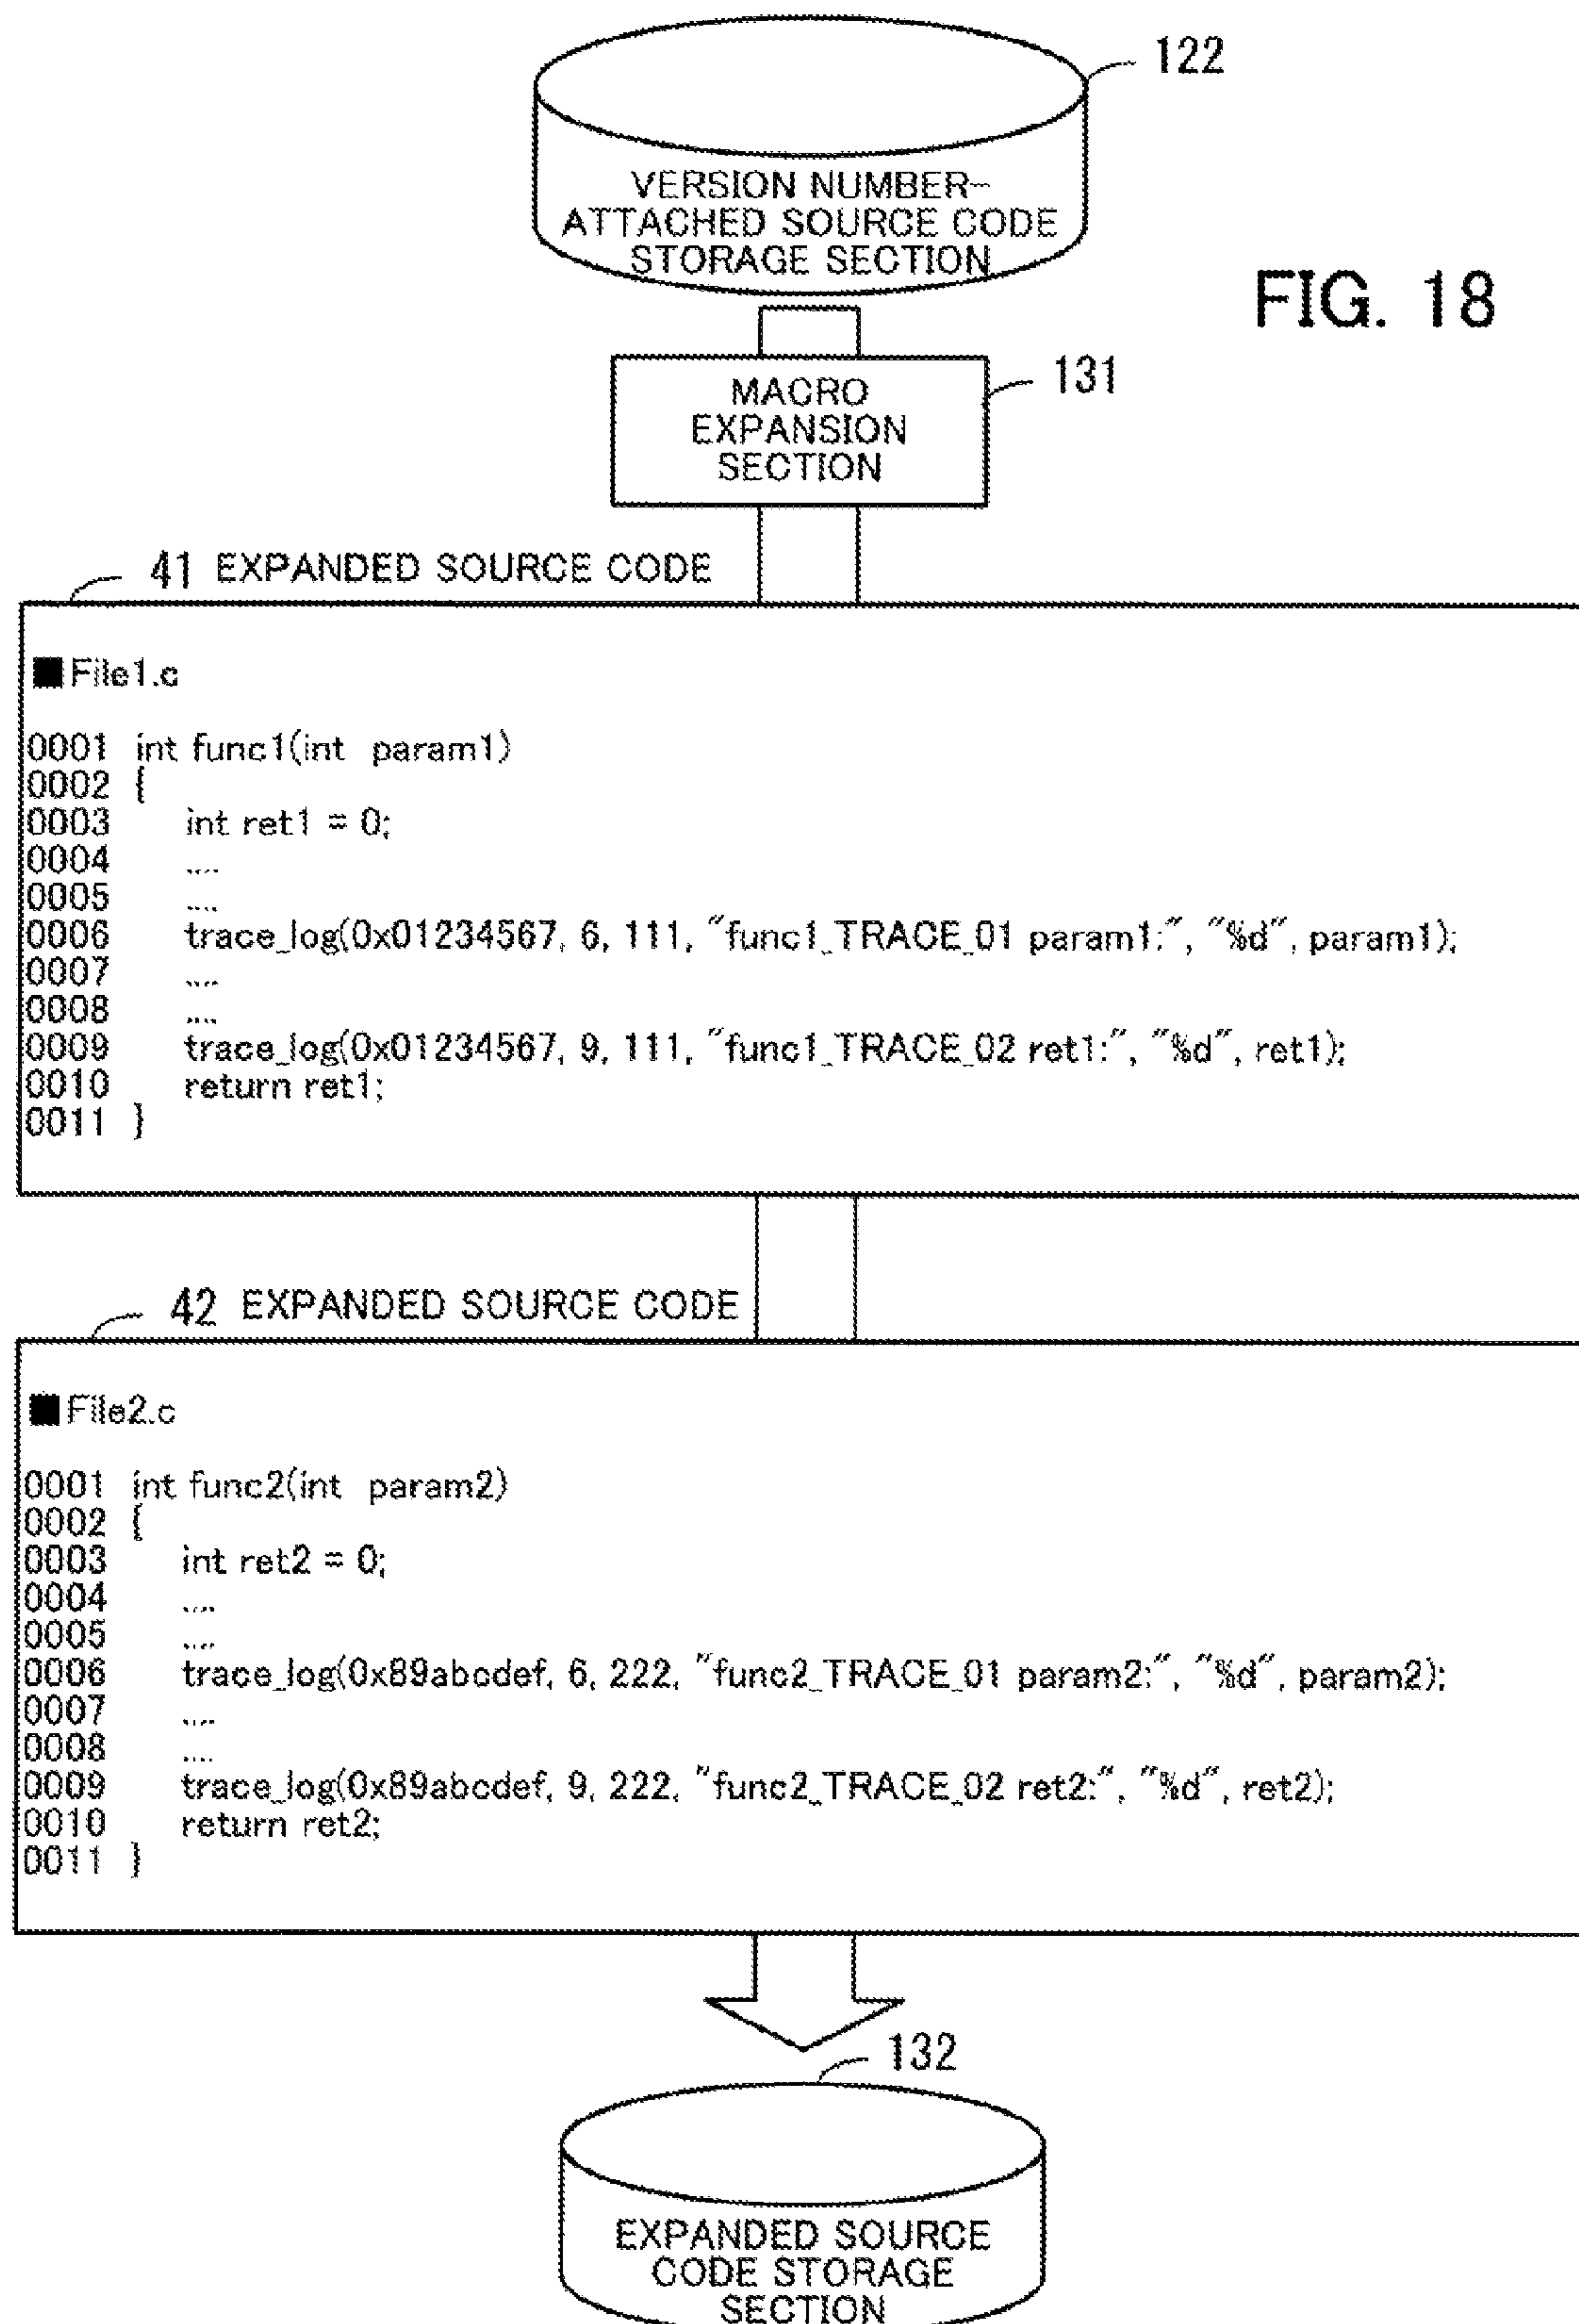 122
VERSION NUMBER-
ATTACHED SOURCE CODE
STORAGE SECTION
FIG. 18
131
MACRO
EXPANSION
SECTION
41 EXPANDED SOURCE CODE
■File1.c
0001 int func1(int param1)
0002 {
0003 int ret1 = 0;
0004 ....
0005 ....
0006 trace_log(0x01234567, 6, 111, "func1_TRACE_01 param1:", "%d", param1);
0007 ....
0008 ....
0009 trace_log(0x01234567, 9, 111, "func1_TRACE_02 ret1:", "%d", ret1);
0010 return ret1;
0011 }
42 EXPANDED SOURCE CODE
■File2.c
0001 int func2(int param2)
0002 {
0003 int ret2 = 0;
0004 ....
0005 ....
0006 trace_log(0x89abcdef, 6, 222, "func2_TRACE_01 param2:", "%d", param2);
0007 ....
0008 ....
0009 trace_log(0x89abcdef, 9, 222, "func2_TRACE_02 ret2:", "%d", ret2);
0010 return ret2;
0011 }
132
EXPANDED SOURCE
CODE STORAGE
SECTION